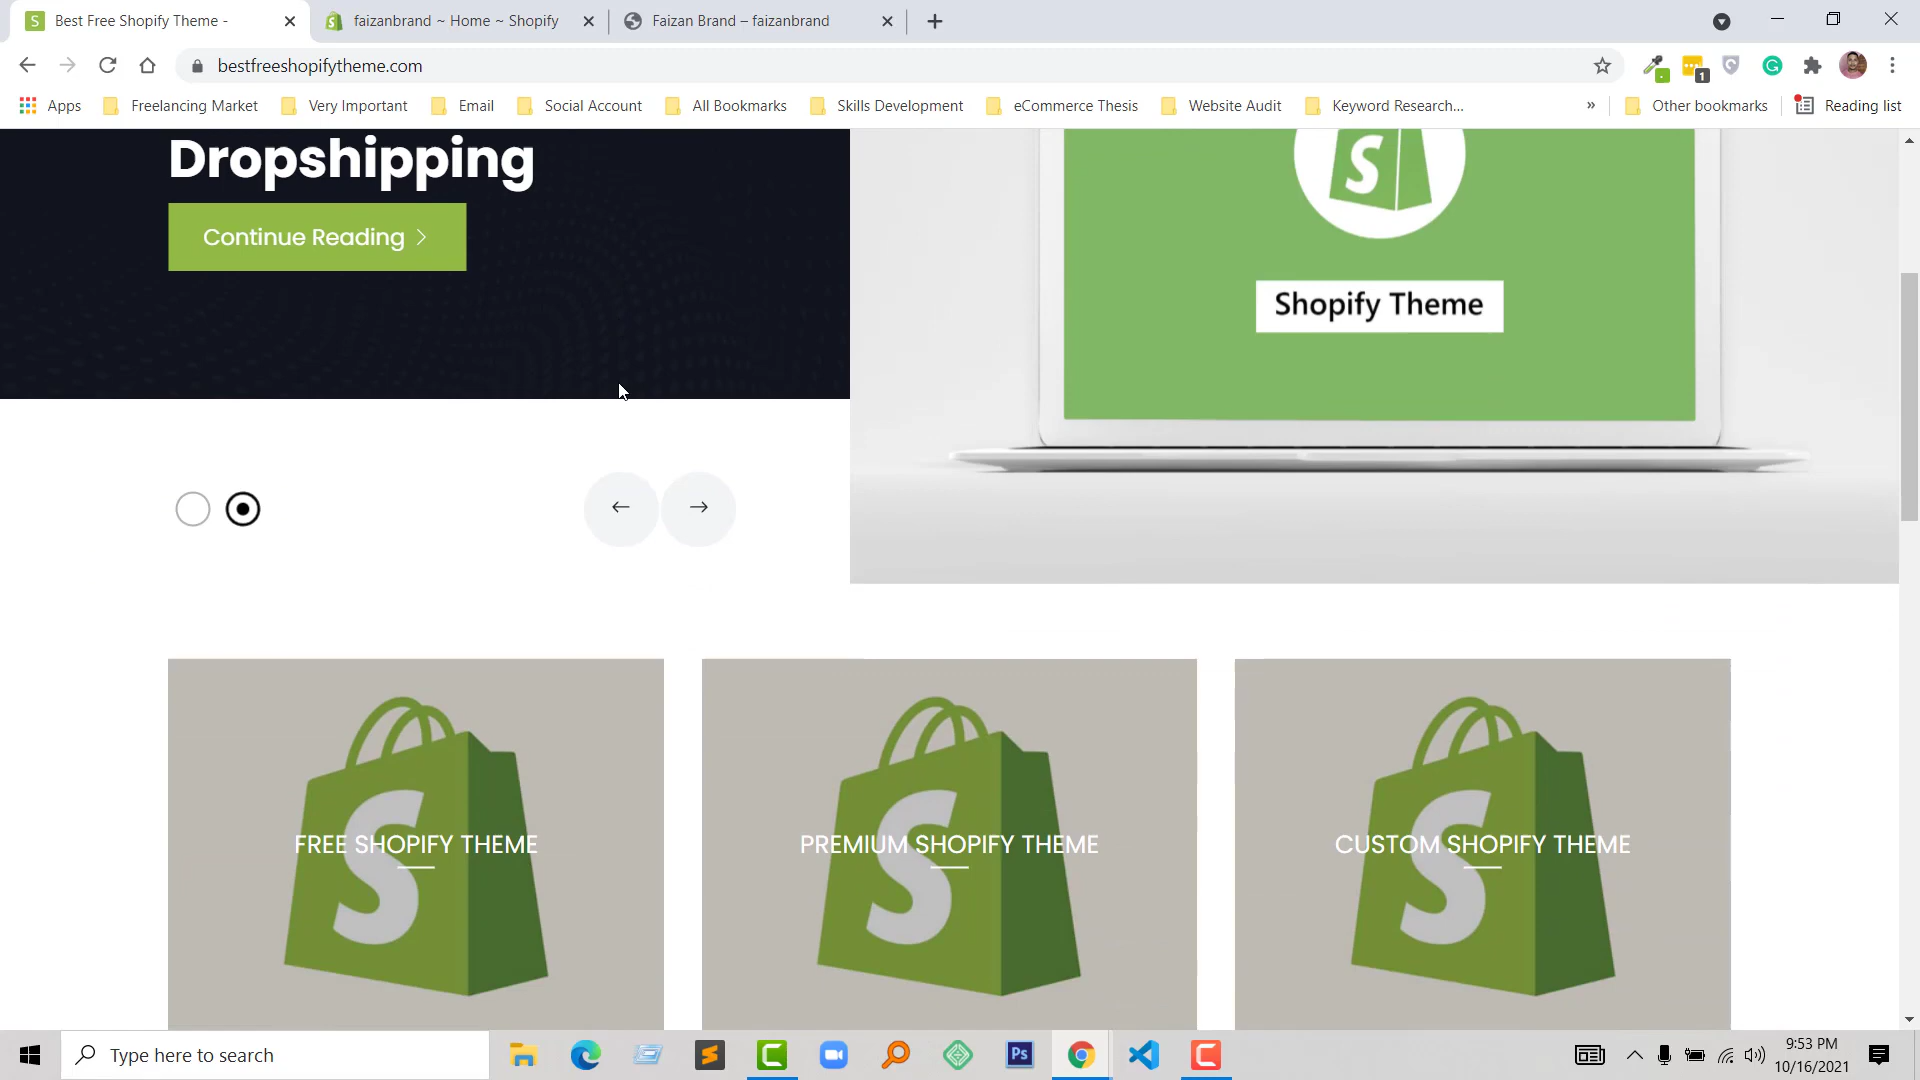 Best Free Shopify Theme -
faizanbrand ~ Home ~ Shopify
Faizan Brand – faizanbrand
bestfreeshopifytheme.com
1
Apps
Freelancing Market
Very Important
Email
Social Account
All Bookmarks
Skills Development
eCommerce Thesis
Website Audit
Keyword Research...
»
Other bookmarks
Reading list
Dropshipping
Continue Reading
Shopify Theme
FREE SHOPIFY THEME
PREMIUM SHOPIFY THEME
CUSTOM SHOPIFY THEME
Type here to search
Ps
9:53 PM
10/16/2021